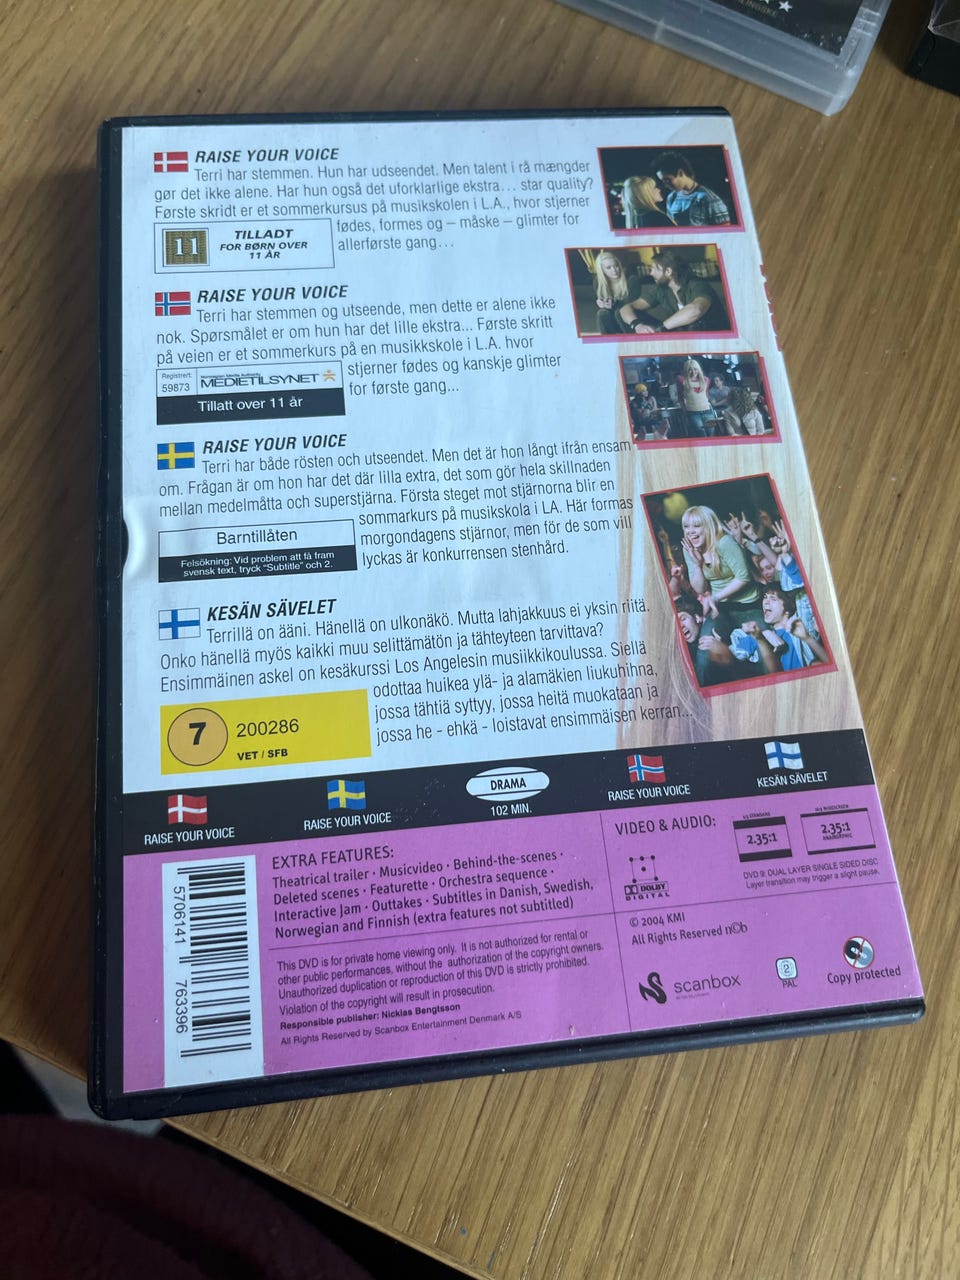 RAISE YOUR VOICE
Terri har stemmen. Hun har udseendet. Men talent i rå mængder
gør det ikke alene. Har hun også det uforklarlige ekstra... star quality?
Første skridt er et sommerkursus på musikskolen i L.A., hvor stjerner
fødes, formes og – måske – glimter for
allerførste gang...
11
TILLADT
FOR BØRN OVER
11 ÅR
RAISE YOUR VOICE
Terri har stemmen og utseende, men dette er alene ikke
nok. Spørsmålet er om hun har det lille ekstra... Første skritt
på veien er et sommerkurs på en musikkskole i L.A. hvor
stjerner fødes og kanskje glimter
for første gang...
Registrert:
59873
Norwegian Media Authority
MEDIETILSYNET
Tillatt over 11 år
RAISE YOUR VOICE
Terri har både rösten och utseendet. Men det är hon långt ifrån ensam
om. Frågan är om hon har det där lilla extra, det som gör hela skillnaden
mellan medelmåtta och superstjärna. Första steget mot stjärnorna blir en
sommarkurs på musikskola i LA. Här formas
morgondagens stjärnor, men för de som vill
lyckas är konkurrensen stenhård.
Barntillåten
Felsökning: Vid problem att få fram
svensk text, tryck "Subtitle" och 2.
KESÄN SÄVELET
Terrillä on ääni. Hänellä on ulkonäkö. Mutta lahjakkuus ei yksin riitä.
Onko hänellä myös kaikki muu selittämätön ja tähteyteen tarvittava?
Ensimmäinen askel on kesäkurssi Los Angelesin musiikkikoulussa. Siellä
odottaa huikea ylä- ja alamäkien liukuhihna,
jossa tähtiä syttyy, jossa heitä muokataan ja
jossa he - ehkä - loistavat ensimmäisen kerran...
7
200286
VET / SFB
RAISE YOUR VOICE
RAISE YOUR VOICE
DRAMA
102 MIN.
RAISE YOUR VOICE
KESÄN SÄVELET
5706141 763396
EXTRA FEATURES:
Theatrical trailer · Musicvideo · Behind-the-scenes ·
Deleted scenes · Featurette · Orchestra sequence ·
Interactive Jam · Outtakes · Subtitles in Danish, Swedish,
Norwegian and Finnish (extra features not subtitled)
This DVD is for private home viewing only. It is not authorized for rental or
other public performances, without the authorization of the copyright owners.
Unauthorized duplication or reproduction of this DVD is strictly prohibited.
Violation of the copyright will result in prosecution.
Responsible publisher: Nicklas Bengtsson
All Rights Reserved by Scanbox Entertainment Denmark A/S
VIDEO & AUDIO:
DOLBY
DIGITAL
4:3 STANDARD
2.35:1
16:9 WIDESCREEN
2.35:1
ANAMORPHIC
DVD 9: DUAL LAYER SINGLE SIDED DISC
Layer transition may trigger a slight pause.
© 2004 KMI
All Rights Reserved n©b
scanbox
2
PAL
Copy protected